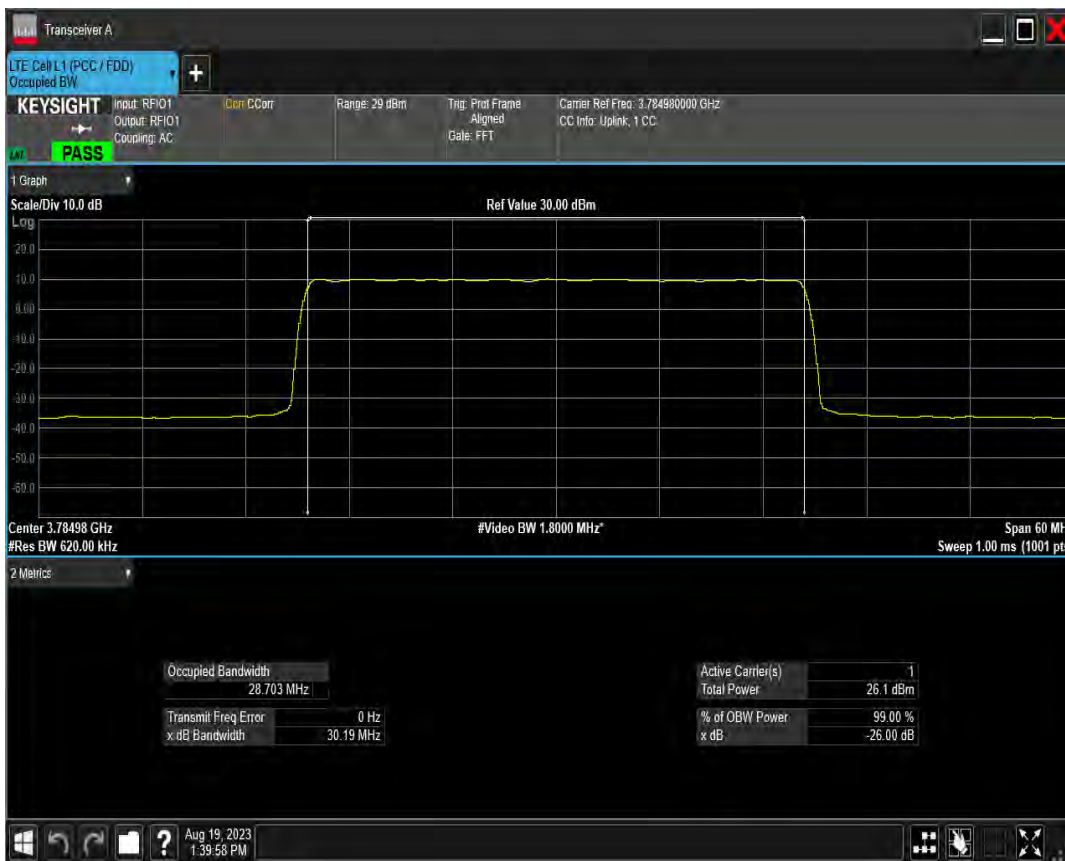 Transceiver A
LTE Cell L1 (PCC / FDD)
Occupied BW
+
KEYSIGHT
PASS
Input: RFIO1
Output: RFIO1
Coupling: AC
Corr CCorr
Range: 29 dBm
Trig: Prot Frame
Aligned
Gate: FFT
Carrier Ref Freq: 3.784980000 GHz
CC Info: Uplink, 1 CC
1 Graph
Scale/Div 10.0 dB
Ref Value 30.00 dBm
Log
20.0
10.0
0.00
-10.0
-20.0
-30.0
-40.0
-50.0
-60.0
Center 3.78498 GHz
#Video BW 1.8000 MHz*
Span 60 MH
#Res BW 620.00 kHz
Sweep 1.00 ms (1001 pt
2 Metrics
Occupied Bandwidth
28.703 MHz
Transmit Freq Error 0 Hz
x dB Bandwidth 30.19 MHz
Active Carrier(s) 1
Total Power 26.1 dBm
% of OBW Power 99.00 %
x dB -26.00 dB
?
Aug 19, 2023
1:39:58 PM